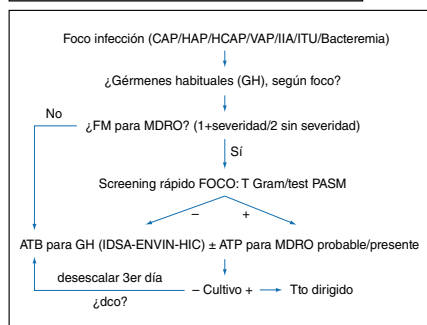 Foco infección (CAP/HAP/HCAP/VAP/IIA/ITU/Bacteremia)
¿Gérmenes habituales (GH), según foco?
No
¿FM para MDRO? (1+severidad/2 sin severidad)
Sí
Screening rápido FOCO: T Gram/test PASM
– +
ATB para GH (IDSA-ENVIN-HIC) ± ATP para MDRO probable/presente
desescalar 3er día
¿dco?
– Cultivo + Tto dirigido